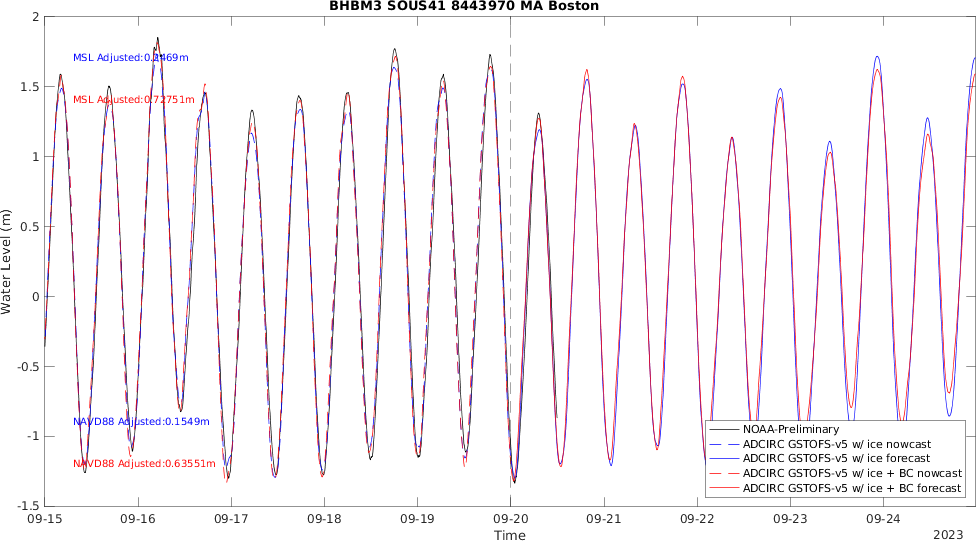 BHBM3 SOUS41 8443970 MA Boston
2
1.5
1
0.5
0
-0.5
-1
-1.5
Water Level (m)
MSL Adjusted:
MSL Adjusted:0.72751m
NAVD88 Adjusted:0.1549m
NAVD88 Adjusted:0.63551m
NOAA-Preliminary
ADCIRC GSTOFS-v5 w/ ice nowcast
ADCIRC GSTOFS-v5 w/ ice forecast
ADCIRC GSTOFS-v5 w/ ice + BC nowcast
ADCIRC GSTOFS-v5 w/ ice + BC forecast
09-15 09-16 09-17 09-18 09-19 09-20 09-21 09-22 09-23 09-24
Time
2023